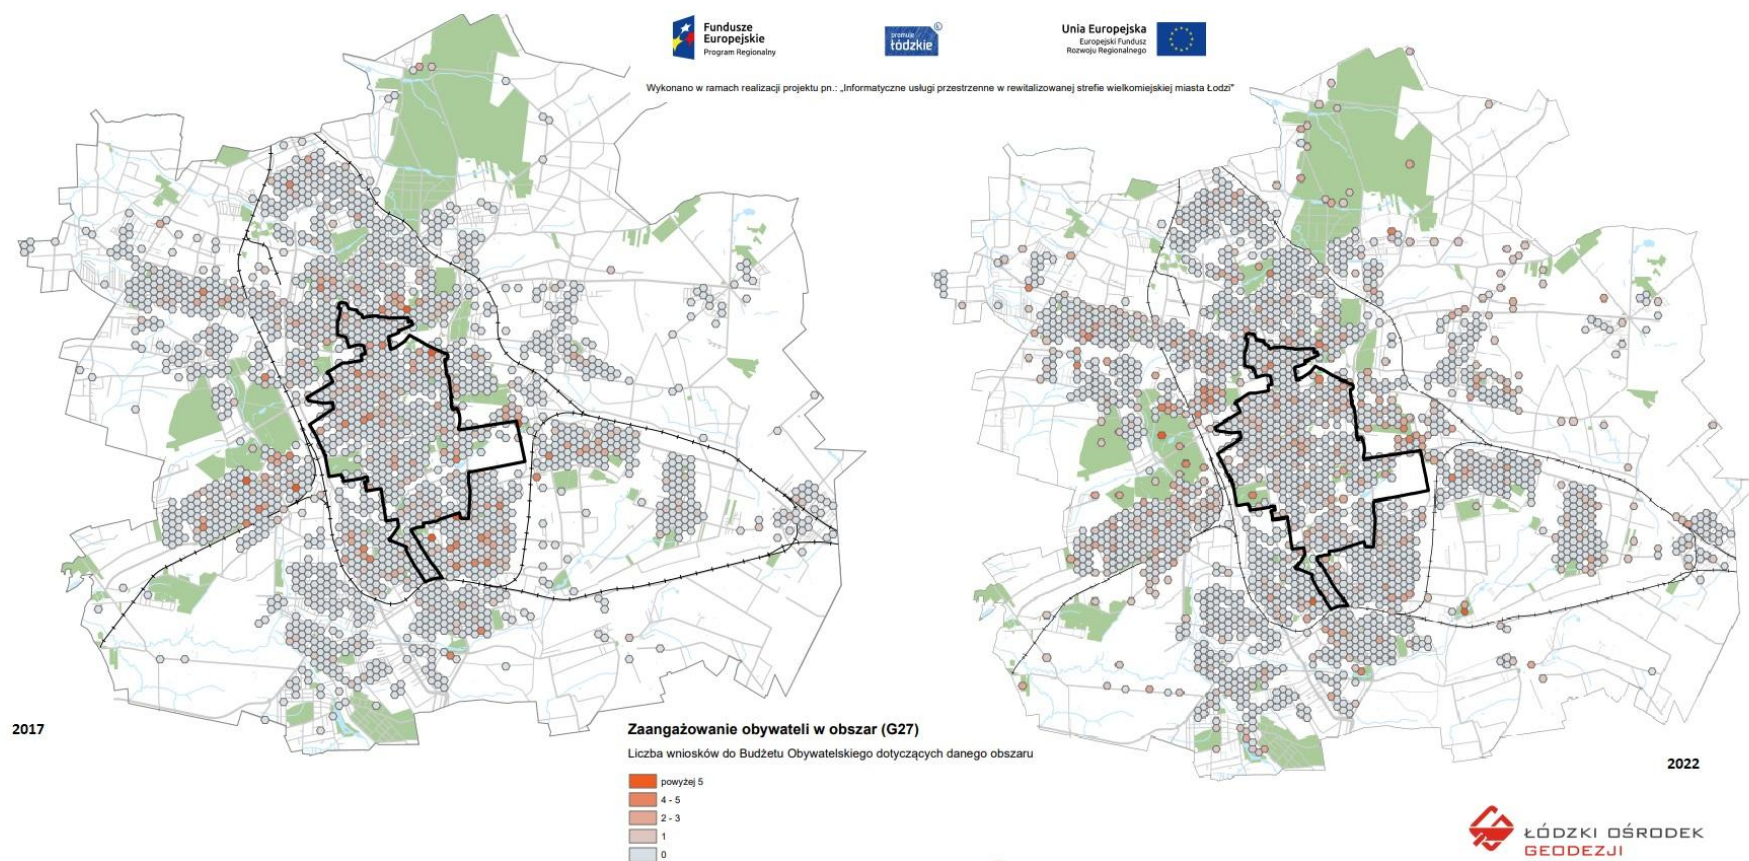 Fundusze
Europejskie
Program Regionalny
promuje
łódzkie
Unia Europejska
Europejski Fundusz
Rozwoju Regionalnego
Wykonano w ramach realizacji projektu pn.: „Informatyczne usługi przestrzenne w rewitalizowanej strefie wielkomiejskiej miasta Łodzi"
2017
Zaangażowanie obywateli w obszar (G27)
Liczba wniosków do Budżetu Obywatelskiego dotyczących danego obszaru
powyżej 5
4 - 5
2 - 3
1
0
2022
ŁÓDZKI OŚRODEK
GEODEZJI